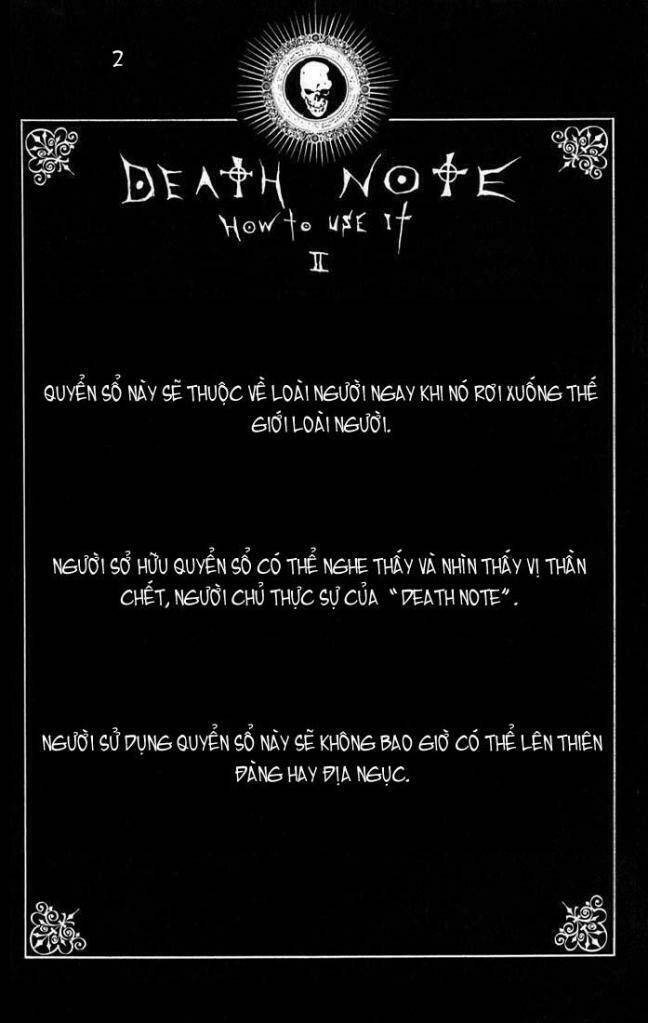 2
DEATH NOTE
HOW TO USE IT
II
QUYỂN SỔ NÀY SẼ THUỘC VỀ LOÀI NGƯỜI NGAY KHI NÓ RƠI XUỐNG THẾ
GIỚI LOÀI NGƯỜI.
NGƯỜI SỞ HỮU QUYỂN SỔ CÓ THỂ NGHE THẤY VÀ NHÌN THẤY VỊ THẦN
CHẾT, NGƯỜI CHỦ THỰC SỰ CỦA “DEATH NOTE”.
NGƯỜI SỬ DỤNG QUYỂN SỔ NÀY SẼ KHÔNG BAO GIỜ CÓ THỂ LÊN THIÊN
ĐÀNG HAY ĐỊA NGỤC.